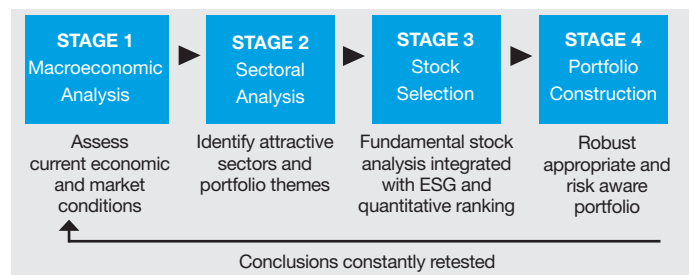 STAGE 1
Macroeconomic
Analysis
STAGE 2
Sectoral
Analysis
STAGE 3
Stock
Selection
STAGE 4
Portfolio
Construction
Assess
current economic
and market
conditions
Identify attractive
sectors and
portfolio themes
Fundamental stock
analysis integrated
with ESG and
quantitative ranking
Robust
appropriate and
risk aware
portfolio
Conclusions constantly retested